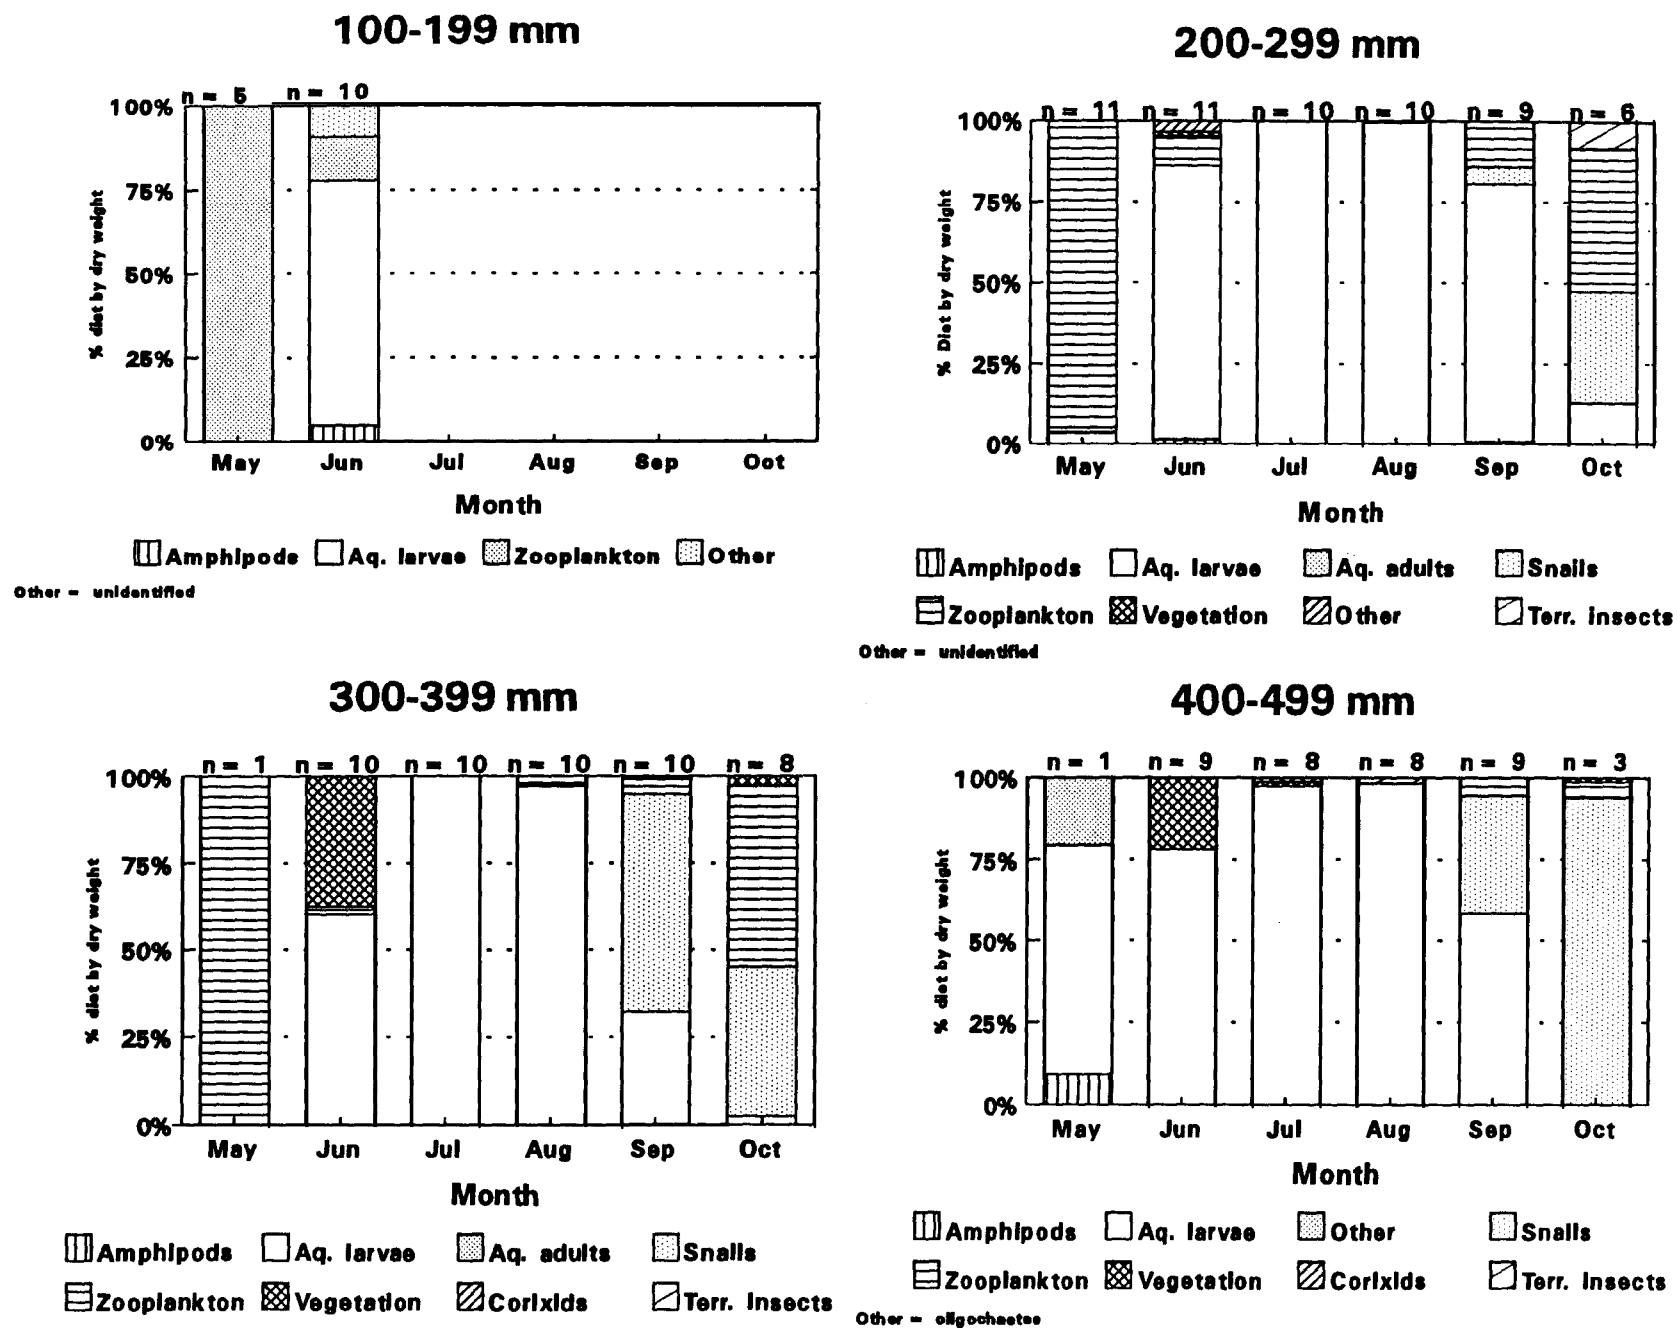 100-199 mm
n = 5 n = 10
100%
75%
50%
25%
0%
% diet by dry weight
May Jun Jul Aug Sep Oct
Month
Amphipods Aq. larvae Zooplankton Other
Other = unidentified
200-299 mm
n = 11 n = 11 n = 10 n = 10 n = 9 n = 6
100%
75%
50%
25%
0%
% Diet by dry weight
May Jun Jul Aug Sep Oct
Month
Amphipods Aq. larvae Aq. adults Snails
Zooplankton Vegetation Other Terr. insects
Other = unidentified
300-399 mm
n = 1 n = 10 n = 10 n = 10 n = 10 n = 8
100%
75%
50%
25%
0%
% diet by dry weight
May Jun Jul Aug Sep Oct
Month
Amphipods Aq. larvae Aq. adults Snails
Zooplankton Vegetation Corixids Terr. Insects
400-499 mm
n = 1 n = 9 n = 8 n = 8 n = 9 n = 3
100%
75%
50%
25%
0%
% diet by dry weight
May Jun Jul Aug Sep Oct
Month
Amphipods Aq. larvae Other Snails
Zooplankton Vegetation Corixids Terr. Insects
Other = oligochaetes